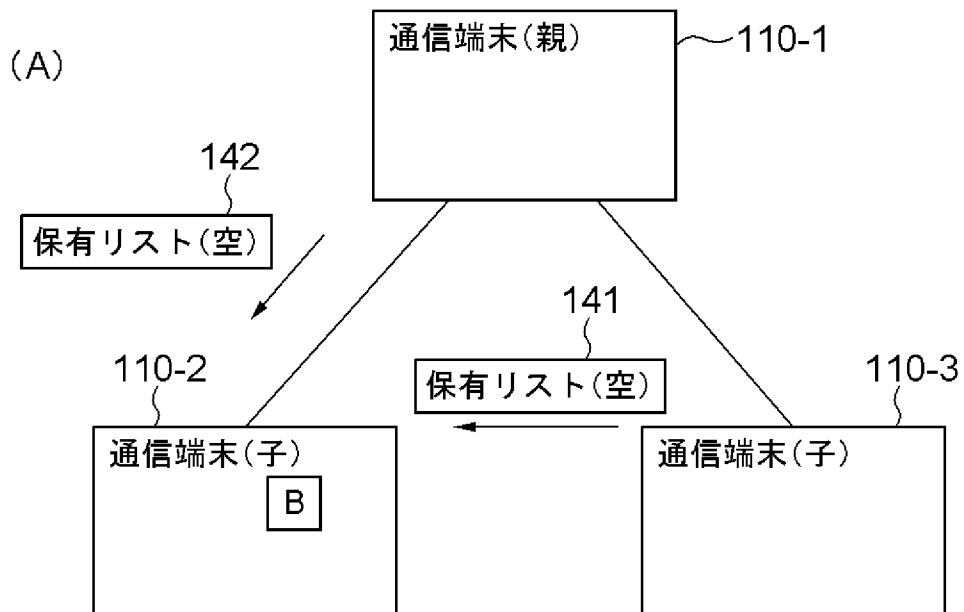 (A)
通信端末(親)
110-1
142
保有リスト(空)
141
保有リスト(空)
110-2
110-3
通信端末(子)
B
通信端末(子)